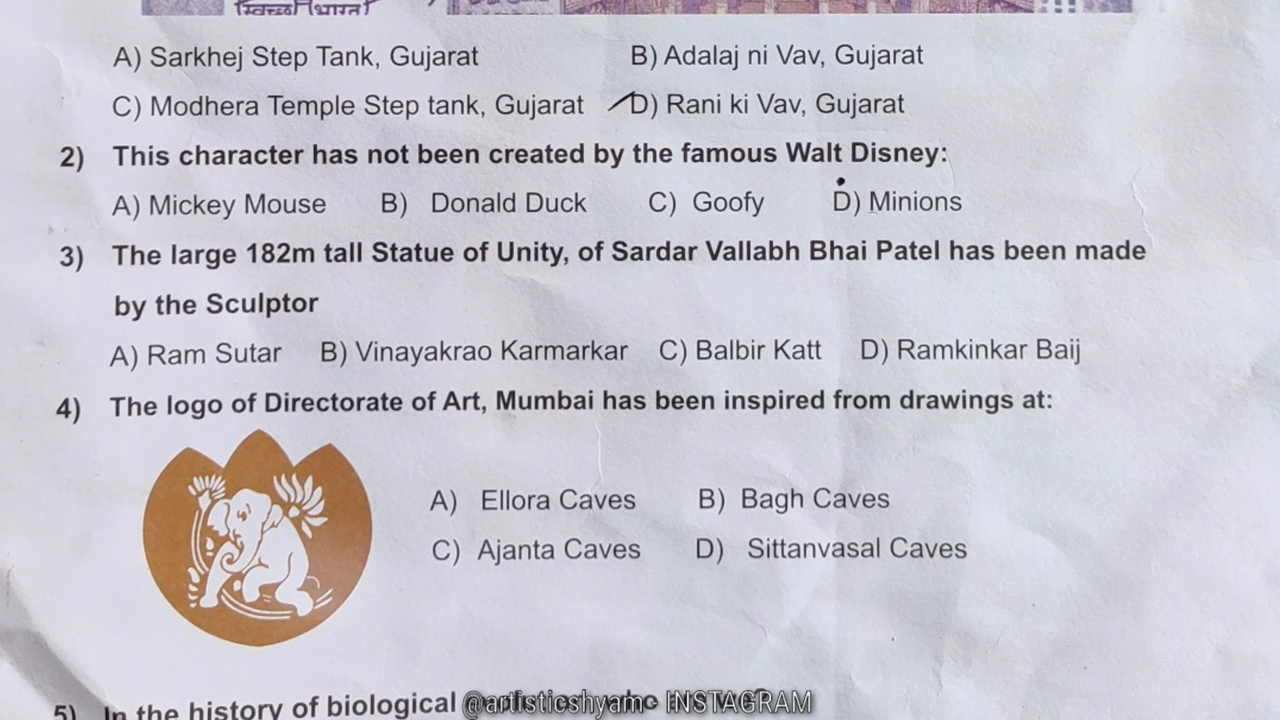 स्वच्छ भारत
A) Sarkhej Step Tank, Gujarat B) Adalaj ni Vav, Gujarat
C) Modhera Temple Step tank, Gujarat D) Rani ki Vav, Gujarat
2) This character has not been created by the famous Walt Disney:
A) Mickey Mouse B) Donald Duck C) Goofy D) Minions
3) The large 182m tall Statue of Unity, of Sardar Vallabh Bhai Patel has been made
by the Sculptor
A) Ram Sutar B) Vinayakrao Karmarkar C) Balbir Katt D) Ramkinkar Baij
4) The logo of Directorate of Art, Mumbai has been inspired from drawings at:
A) Ellora Caves B) Bagh Caves
C) Ajanta Caves D) Sittanvasal Caves
5) In the history of biological
@artisticshyam INSTAGRAM